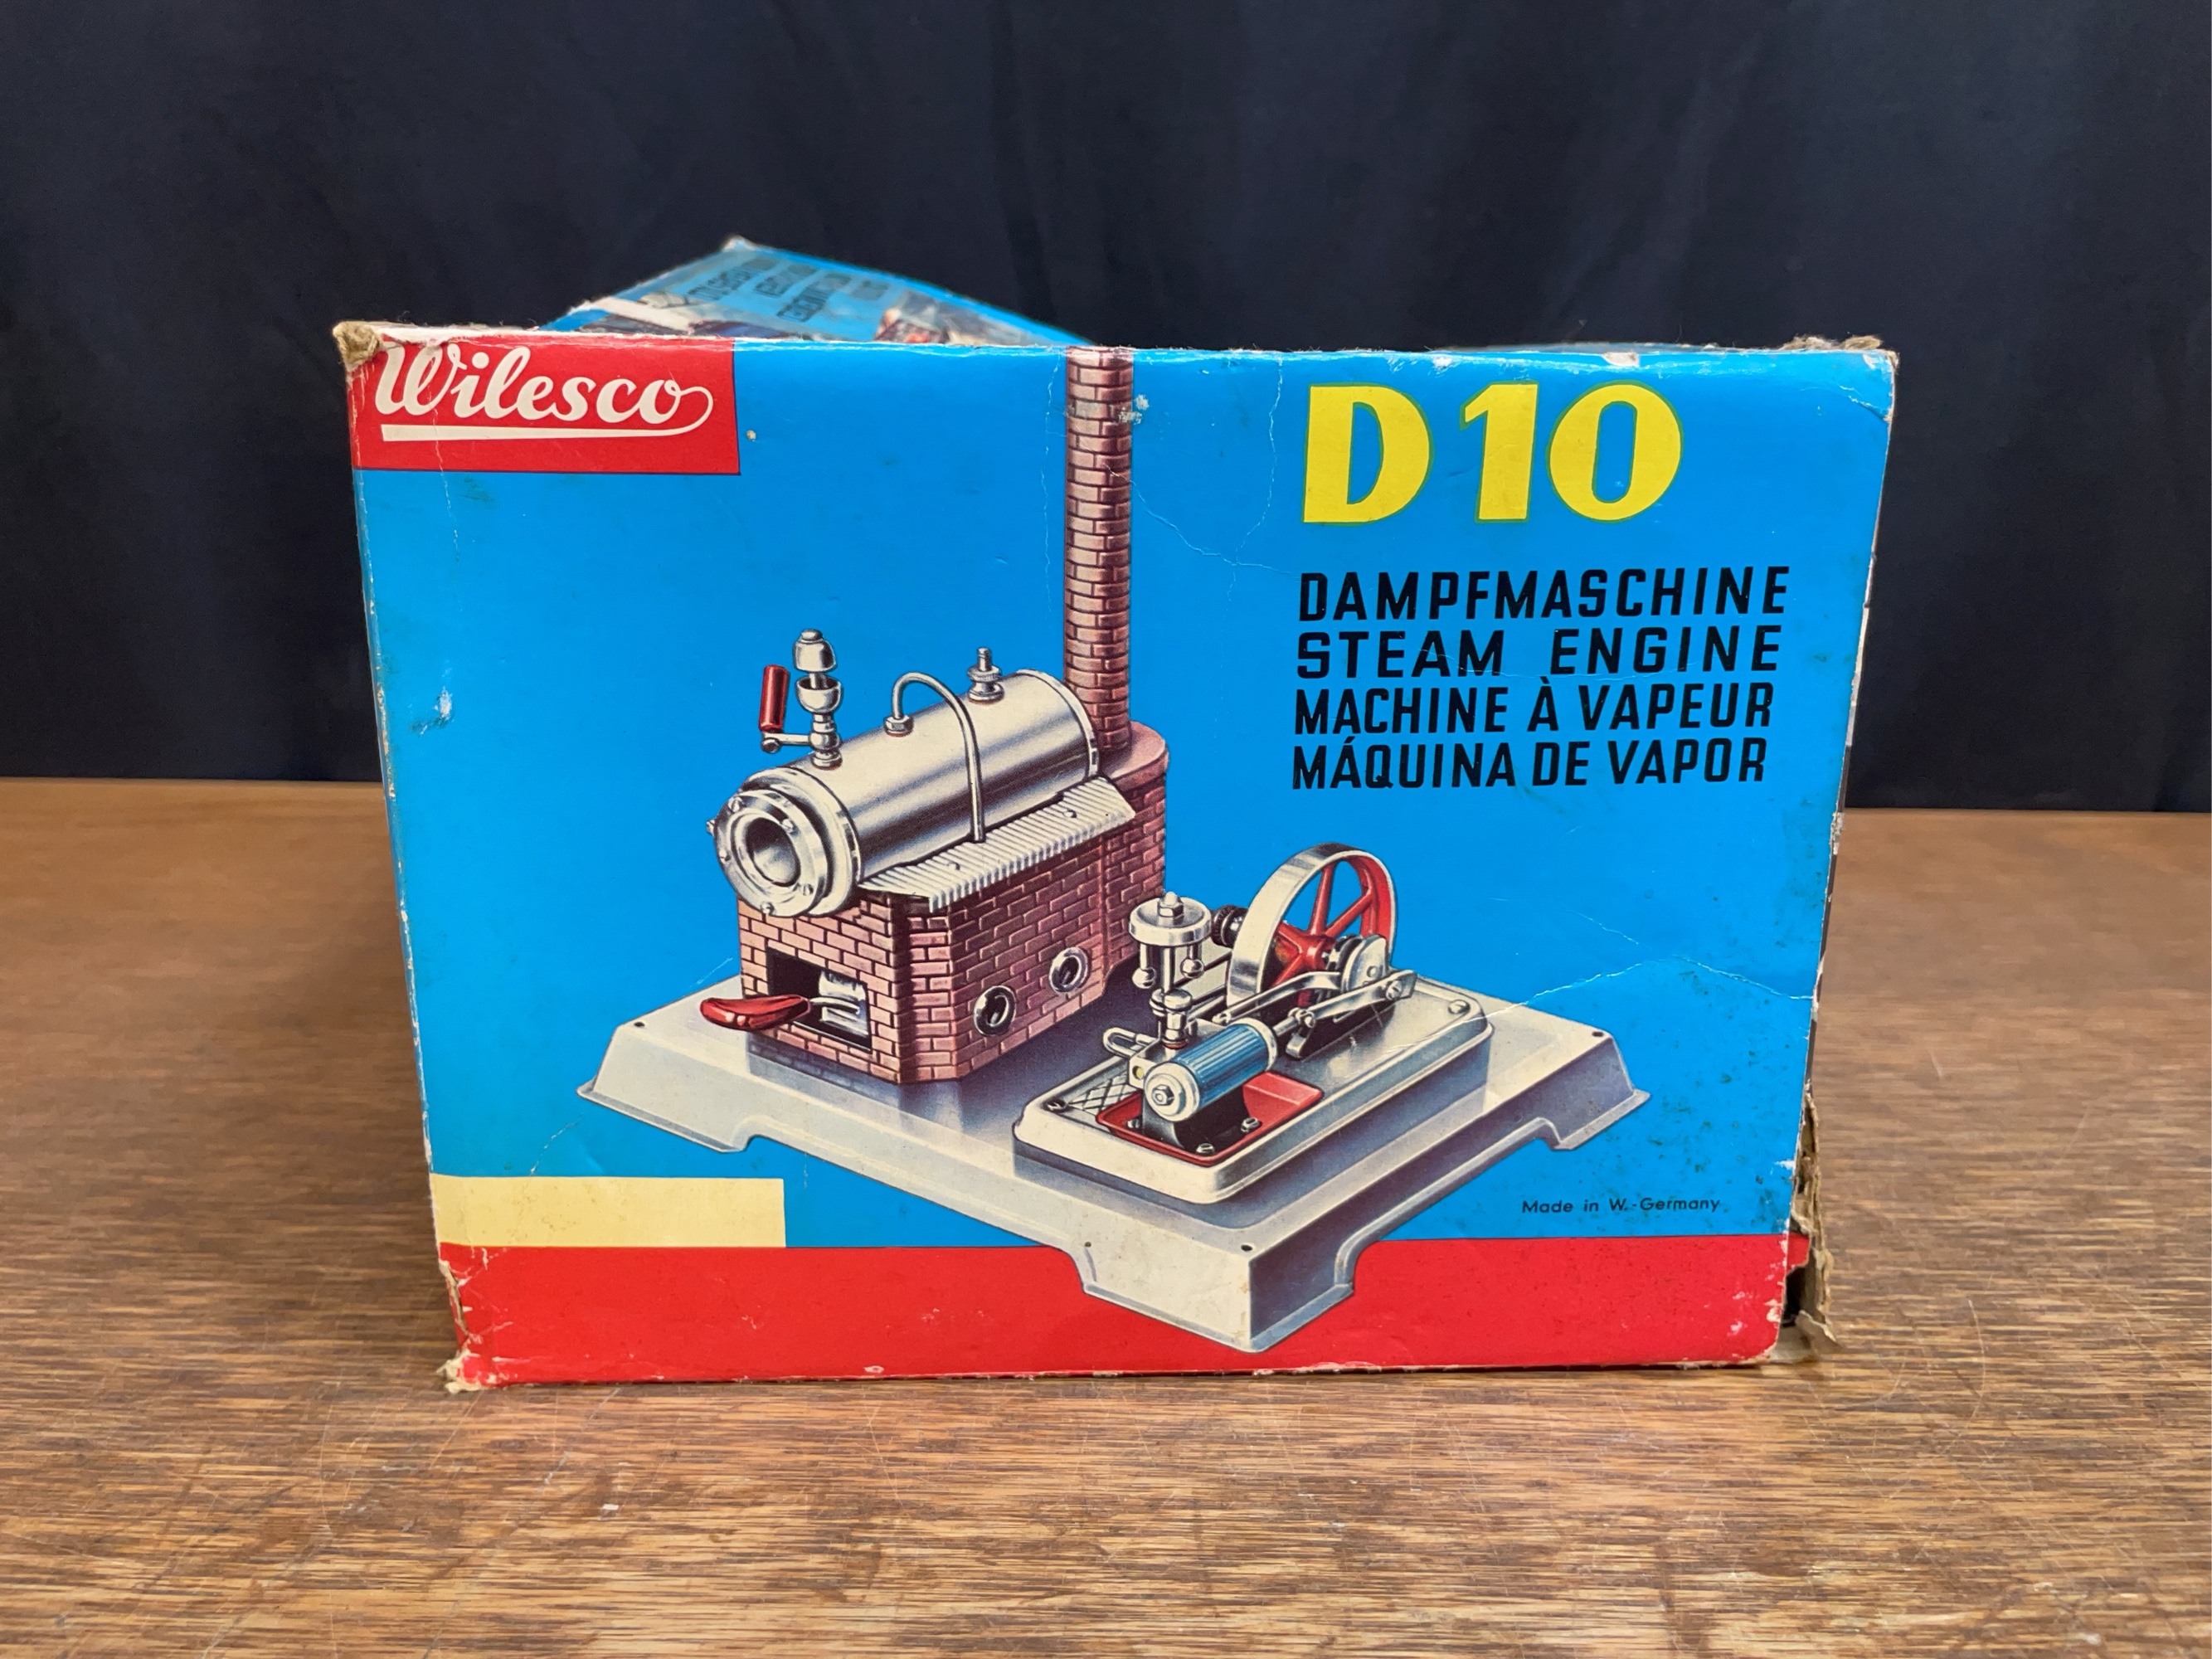 Wilesco
D10
DAMPFMASCHINE
STEAM ENGINE
MACHINE À VAPEUR
MÁQUINA DE VAPOR
Made in W.-Germany